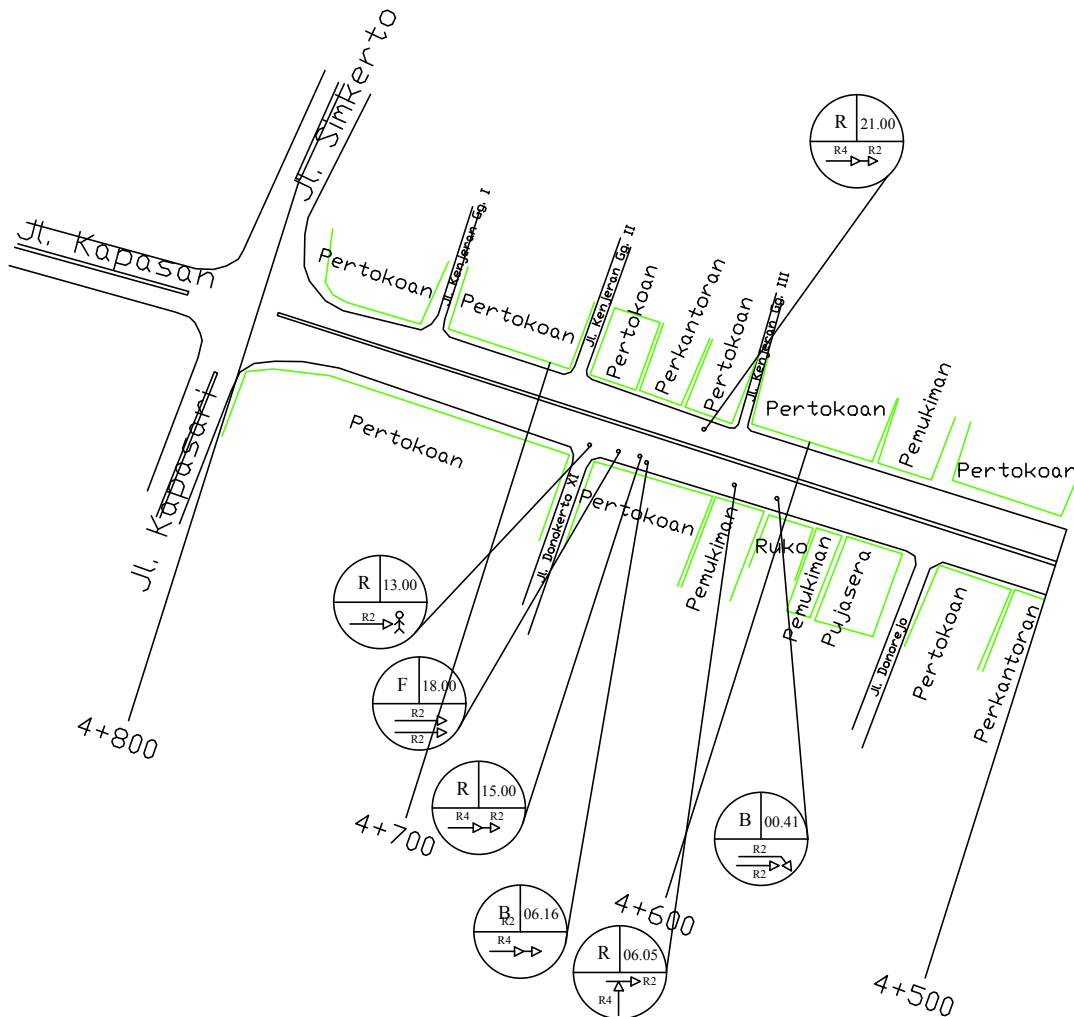 Jl. Simkerto
R 21.00
R4 R2
Jl. Kapasan
Pertokoan
Jl. Kenjeran Gg. I
Pertokoan
Jl. Kenjeran Gg. II
Pertokoan
Perkantoran
Pertokoan
Jl. Kenjeran Gg. III
Pertokoan
Pemukiman
Pertokoan
Jl. Kapasari
Pertokoan
Jl. Donokerto XI
Pertokoan
Pemukiman
Ruko
Pemukiman
Pujasera
Jl. Donorejo
Pertokoan
Perkantoran
R 13.00
R2
F 18.00
R2
R2
R 15.00
R4 R2
B 06.16
R2
R4
R 06.05
R2
R4
B 00.41
R2
R2
4+800
4+700
4+600
4+500